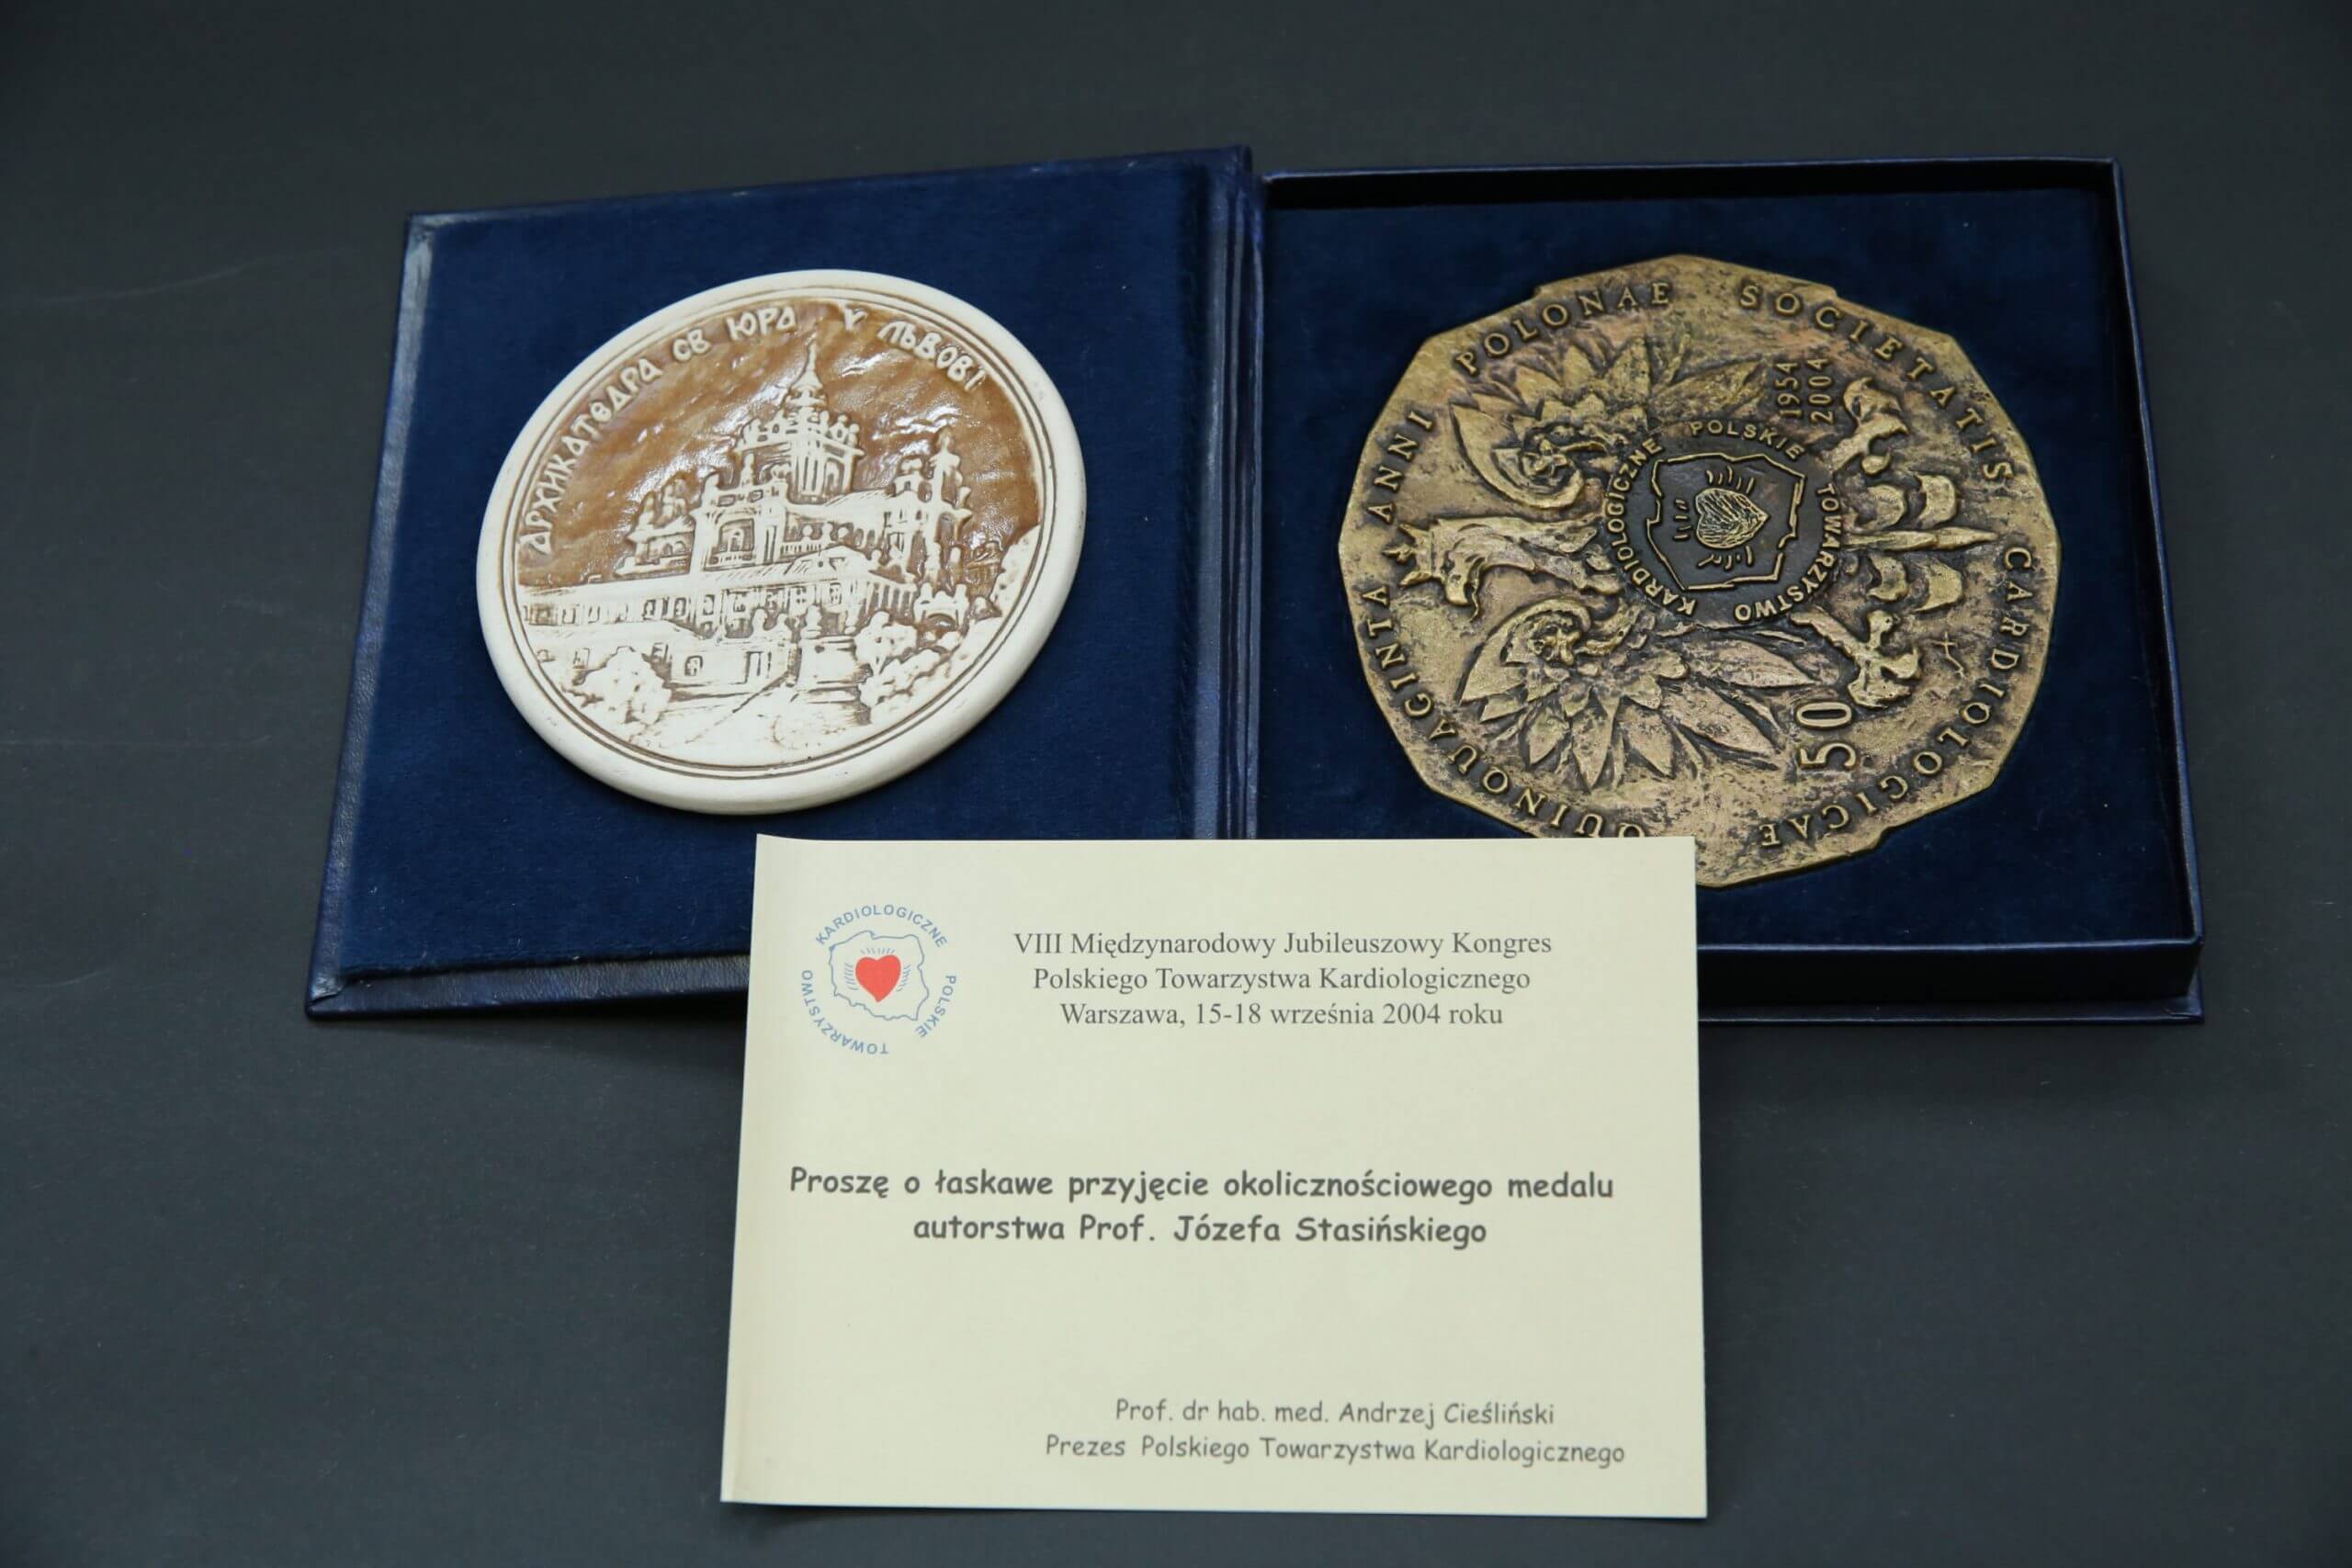 АРХИКАТЕДРА СВ ЮРА У ЛЬВОВІ
QUINQUAGINTA ANNI POLONAE SOCIETATIS CARDIOLOGICAE
1954
2004
POLSKIE TOWARZYSTWO KARDIOLOGICZNE
50
POLSKIE TOWARZYSTWO KARDIOLOGICZNE
VIII Międzynarodowy Jubileuszowy Kongres
Polskiego Towarzystwa Kardiologicznego
Warszawa, 15-18 września 2004 roku
Proszę o łaskawe przyjęcie okolicznościowego medalu
autorstwa Prof. Józefa Stasińskiego
Prof. dr hab. med. Andrzej Cieśliński
Prezes Polskiego Towarzystwa Kardiologicznego